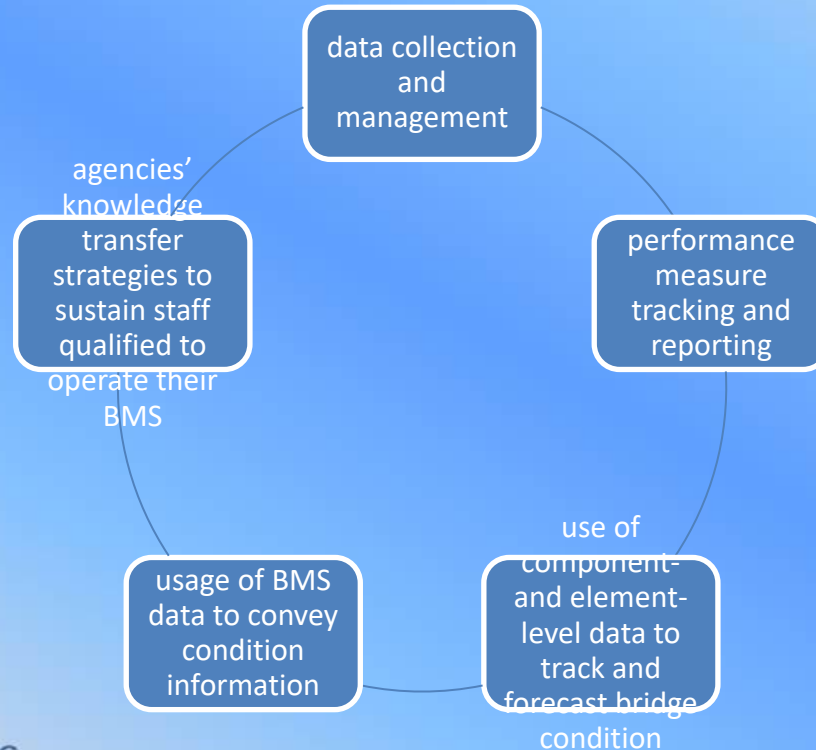 data collection
and
management
performance
measure
tracking and
reporting
use of
component-
and element-
level data to
track and
forecast bridge
condition
usage of BMS
data to convey
condition
information
agencies’
knowledge
transfer
strategies to
sustain staff
qualified to
operate their
BMS